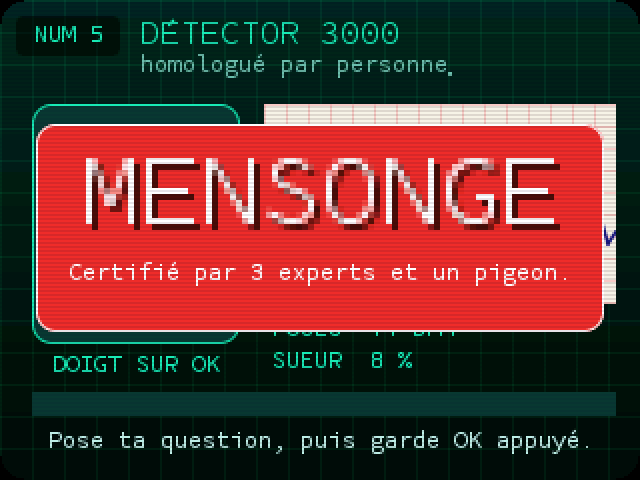 NUM 5
DÉTECTOR 3000
homologué par personne.
MENSONGE
Certifié par 3 experts et un pigeon.
DOIGT SUR OK
SUEUR 8 %
Pose ta question, puis garde OK appuyé.